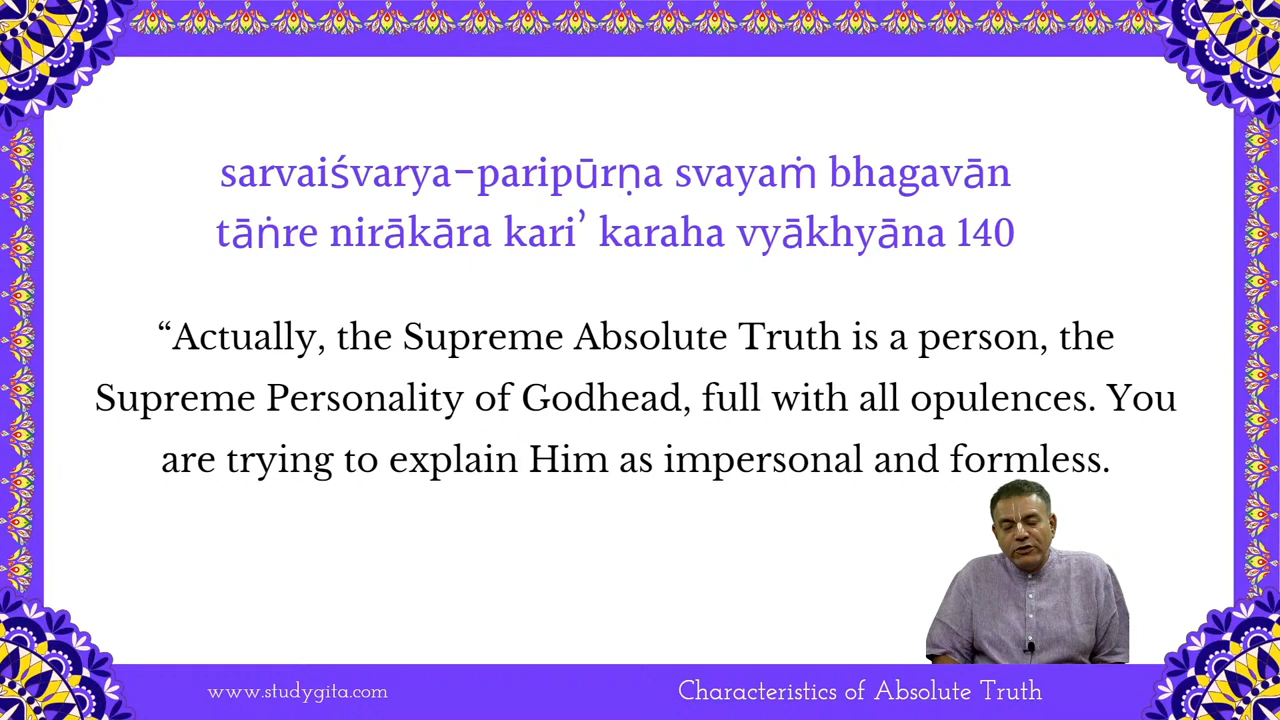 sarvaiśvarya-paripūrṇa svayaṁ bhagavān
tāṅre nirākāra kari’ karaha vyākhyāna 140
“Actually, the Supreme Absolute Truth is a person, the
Supreme Personality of Godhead, full with all opulences. You
are trying to explain Him as impersonal and formless.
www.studygita.com
Characteristics of Absolute Truth